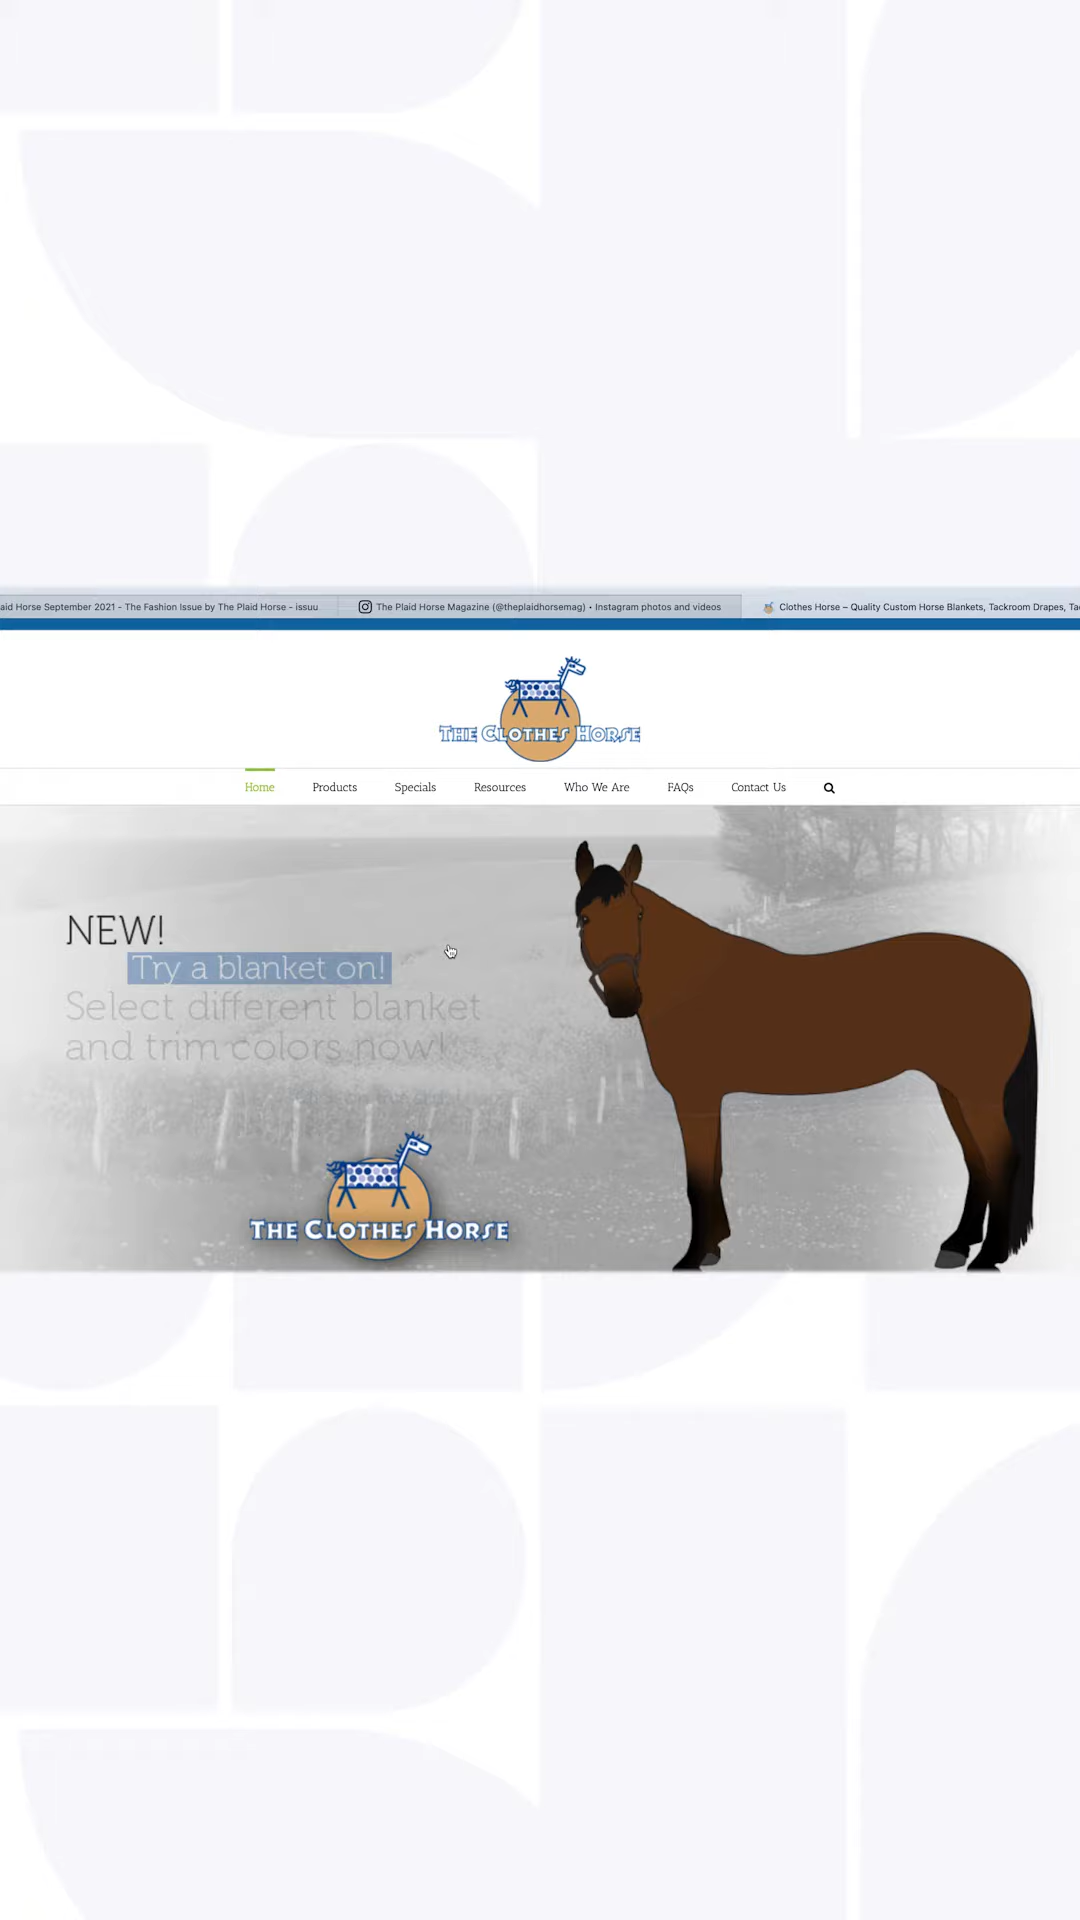 aid Horse September 2021 - The Fashion Issue by The Plaid Horse - issuu
The Plaid Horse Magazine (@theplaidhorsemag) • Instagram photos and videos
Clothes Horse – Quality Custom Horse Blankets, Tackroom Drapes, Ta
THE CLOTHES HORSE
Home Products Specials Resources Who We Are FAQs Contact Us
NEW!
Try a blanket on!
Select different blanket
and trim colors now!
THE CLOTHES HORSE